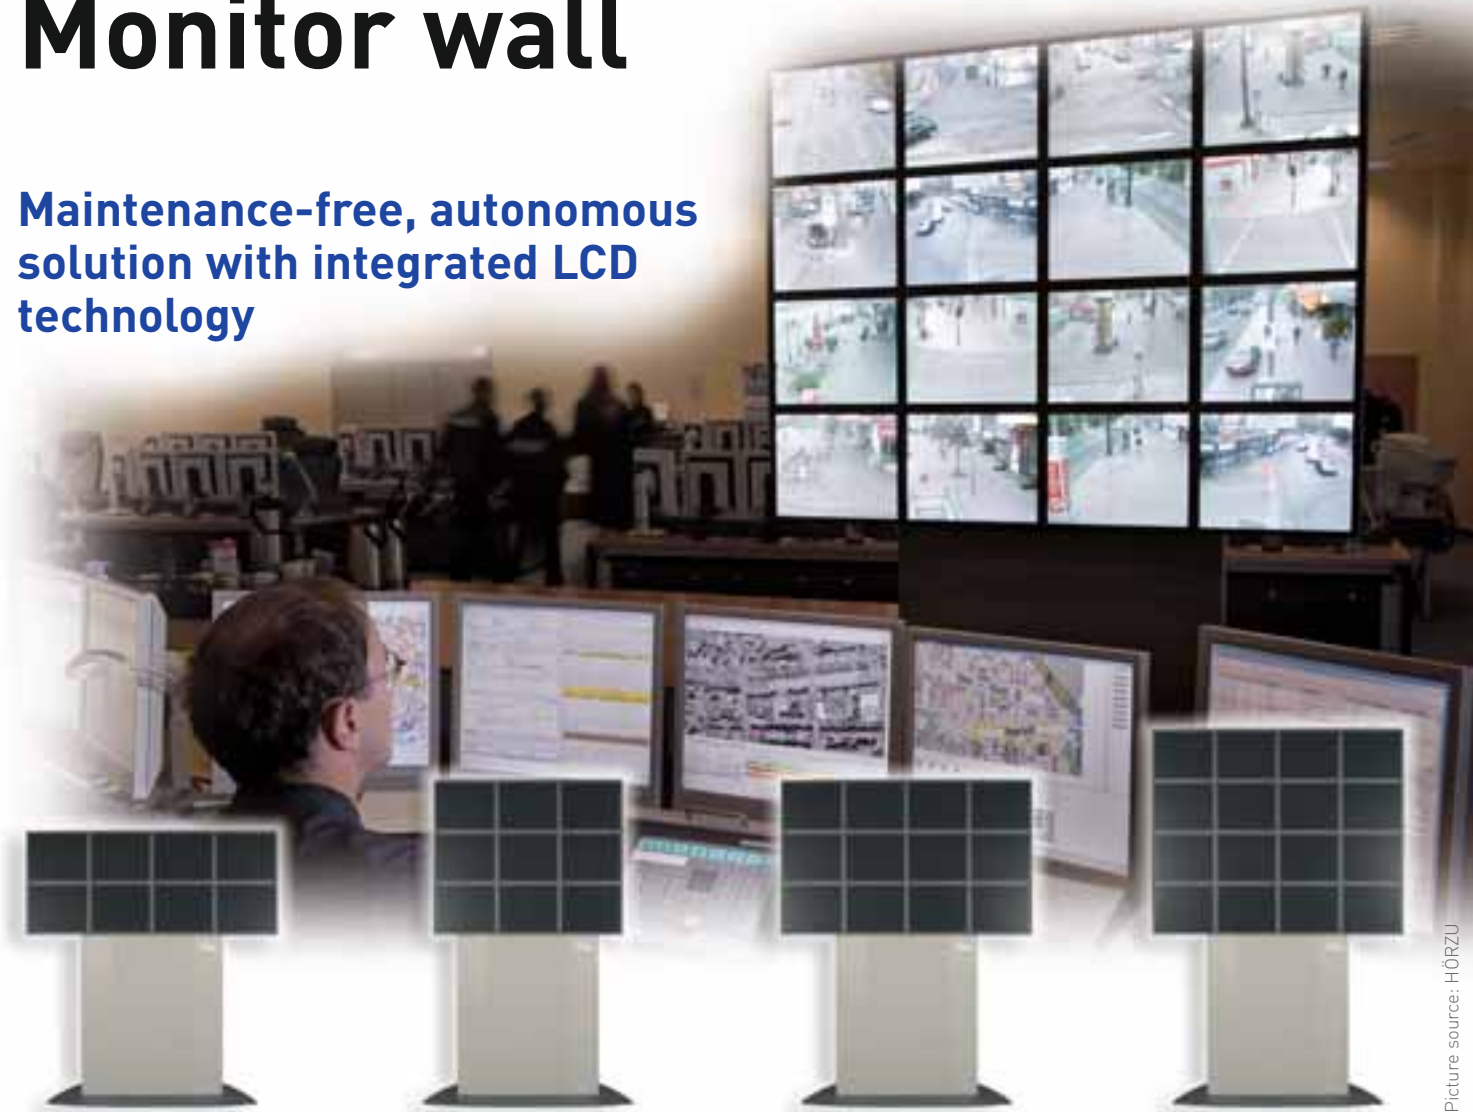 Monitor wall
Maintenance-free, autonomous
solution with integrated LCD
technology
Picture source: HÖRZU